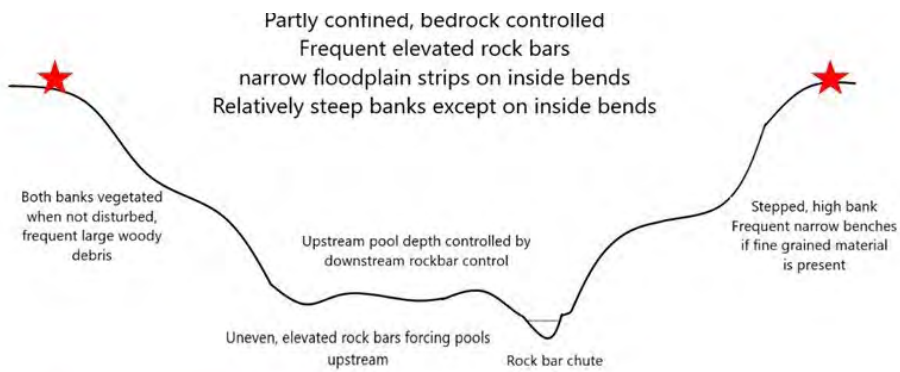 Partly confined, bedrock controlled
Frequent elevated rock bars
narrow floodplain strips on inside bends
Relatively steep banks except on inside bends
Both banks vegetated
when not disturbed,
frequent large woody
debris
Upstream pool depth controlled by
downstream rockbar control
Stepped, high bank
Frequent narrow benches
if fine grained material
is present
Uneven, elevated rock bars forcing pools
upstream
Rock bar chute